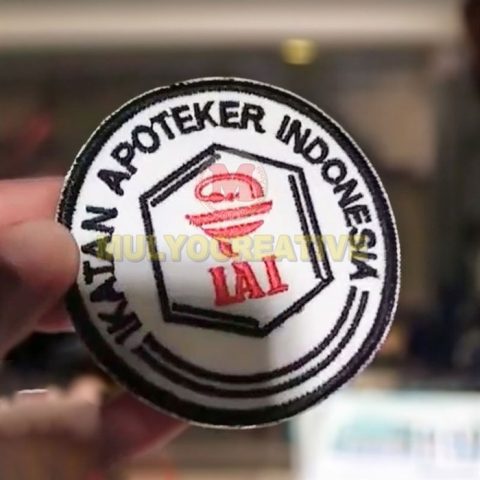 IKATAN APOTEKER INDONESIA
IAI
MULYOCREATIVE